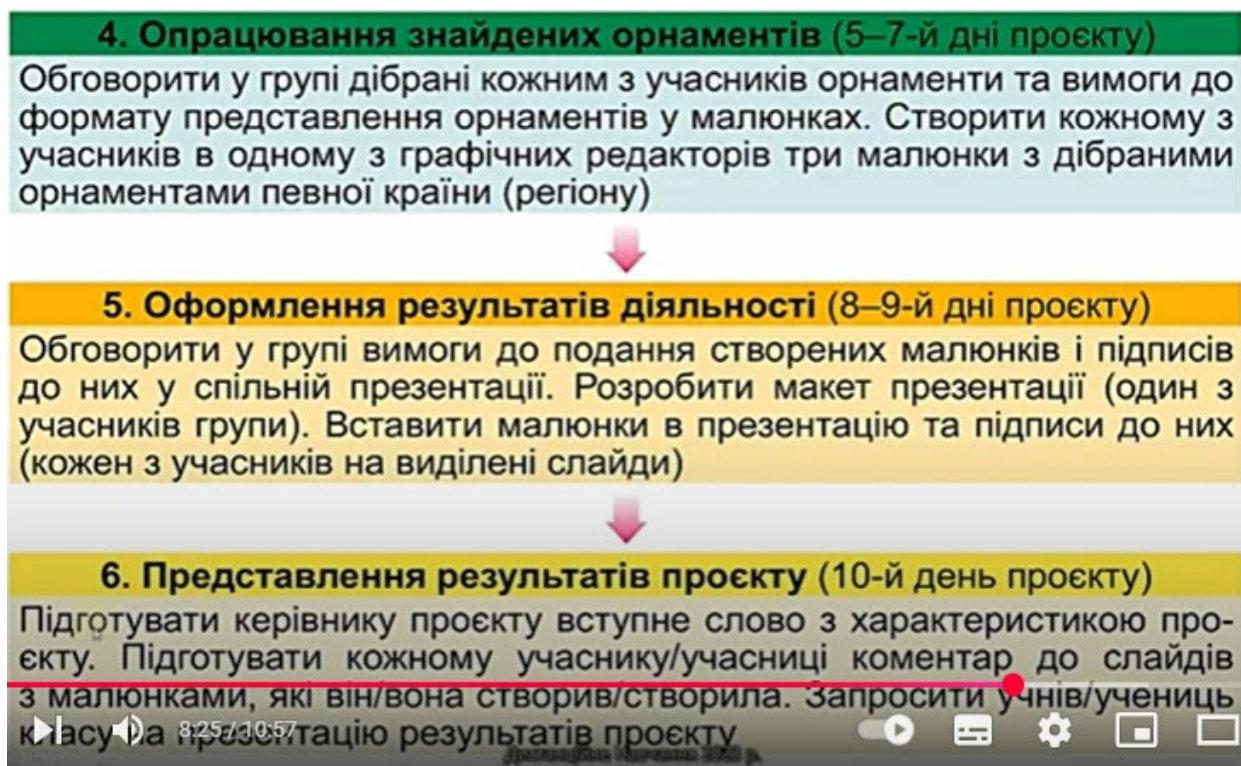 4. Опрацювання знайдених орнаментів (5–7-й дні проєкту)
Обговорити у групі дібрані кожним з учасників орнаменти та вимоги до
формату представлення орнаментів у малюнках. Створити кожному з
учасників в одному з графічних редакторів три малюнки з дібраними
орнаментами певної країни (регіону)
5. Оформлення результатів діяльності (8–9-й дні проєкту)
Обговорити у групі вимоги до подання створених малюнків і підписів
до них у спільній презентації. Розробити макет презентації (один з
учасників групи). Вставити малюнки в презентацію та підписи до них
(кожен з учасників на виділені слайди)
6. Представлення результатів проєкту (10-й день проєкту)
Підготувати керівнику проєкту вступне слово з характеристикою про-
єкту. Підготувати кожному учаснику/учасниці коментар до слайдів
з малюнками, які він/вона створив/створила. Запросити учнів/учениць
класу на презентацію результатів проєкту
8:25 / 10:57
Дистанційне Навчання 2023 р.